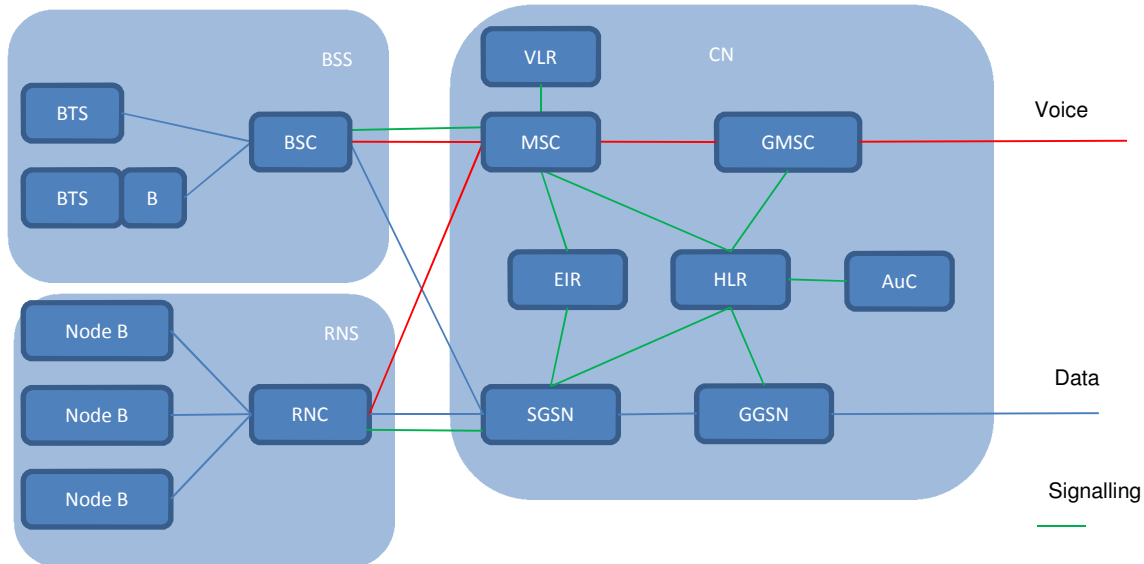 BSS
BTS
BSC
BTS
B
RNS
Node B
Node B
RNC
Node B
CN
VLR
MSC
GMSC
EIR
HLR
AuC
SGSN
GGSN
Voice
Data
Signalling